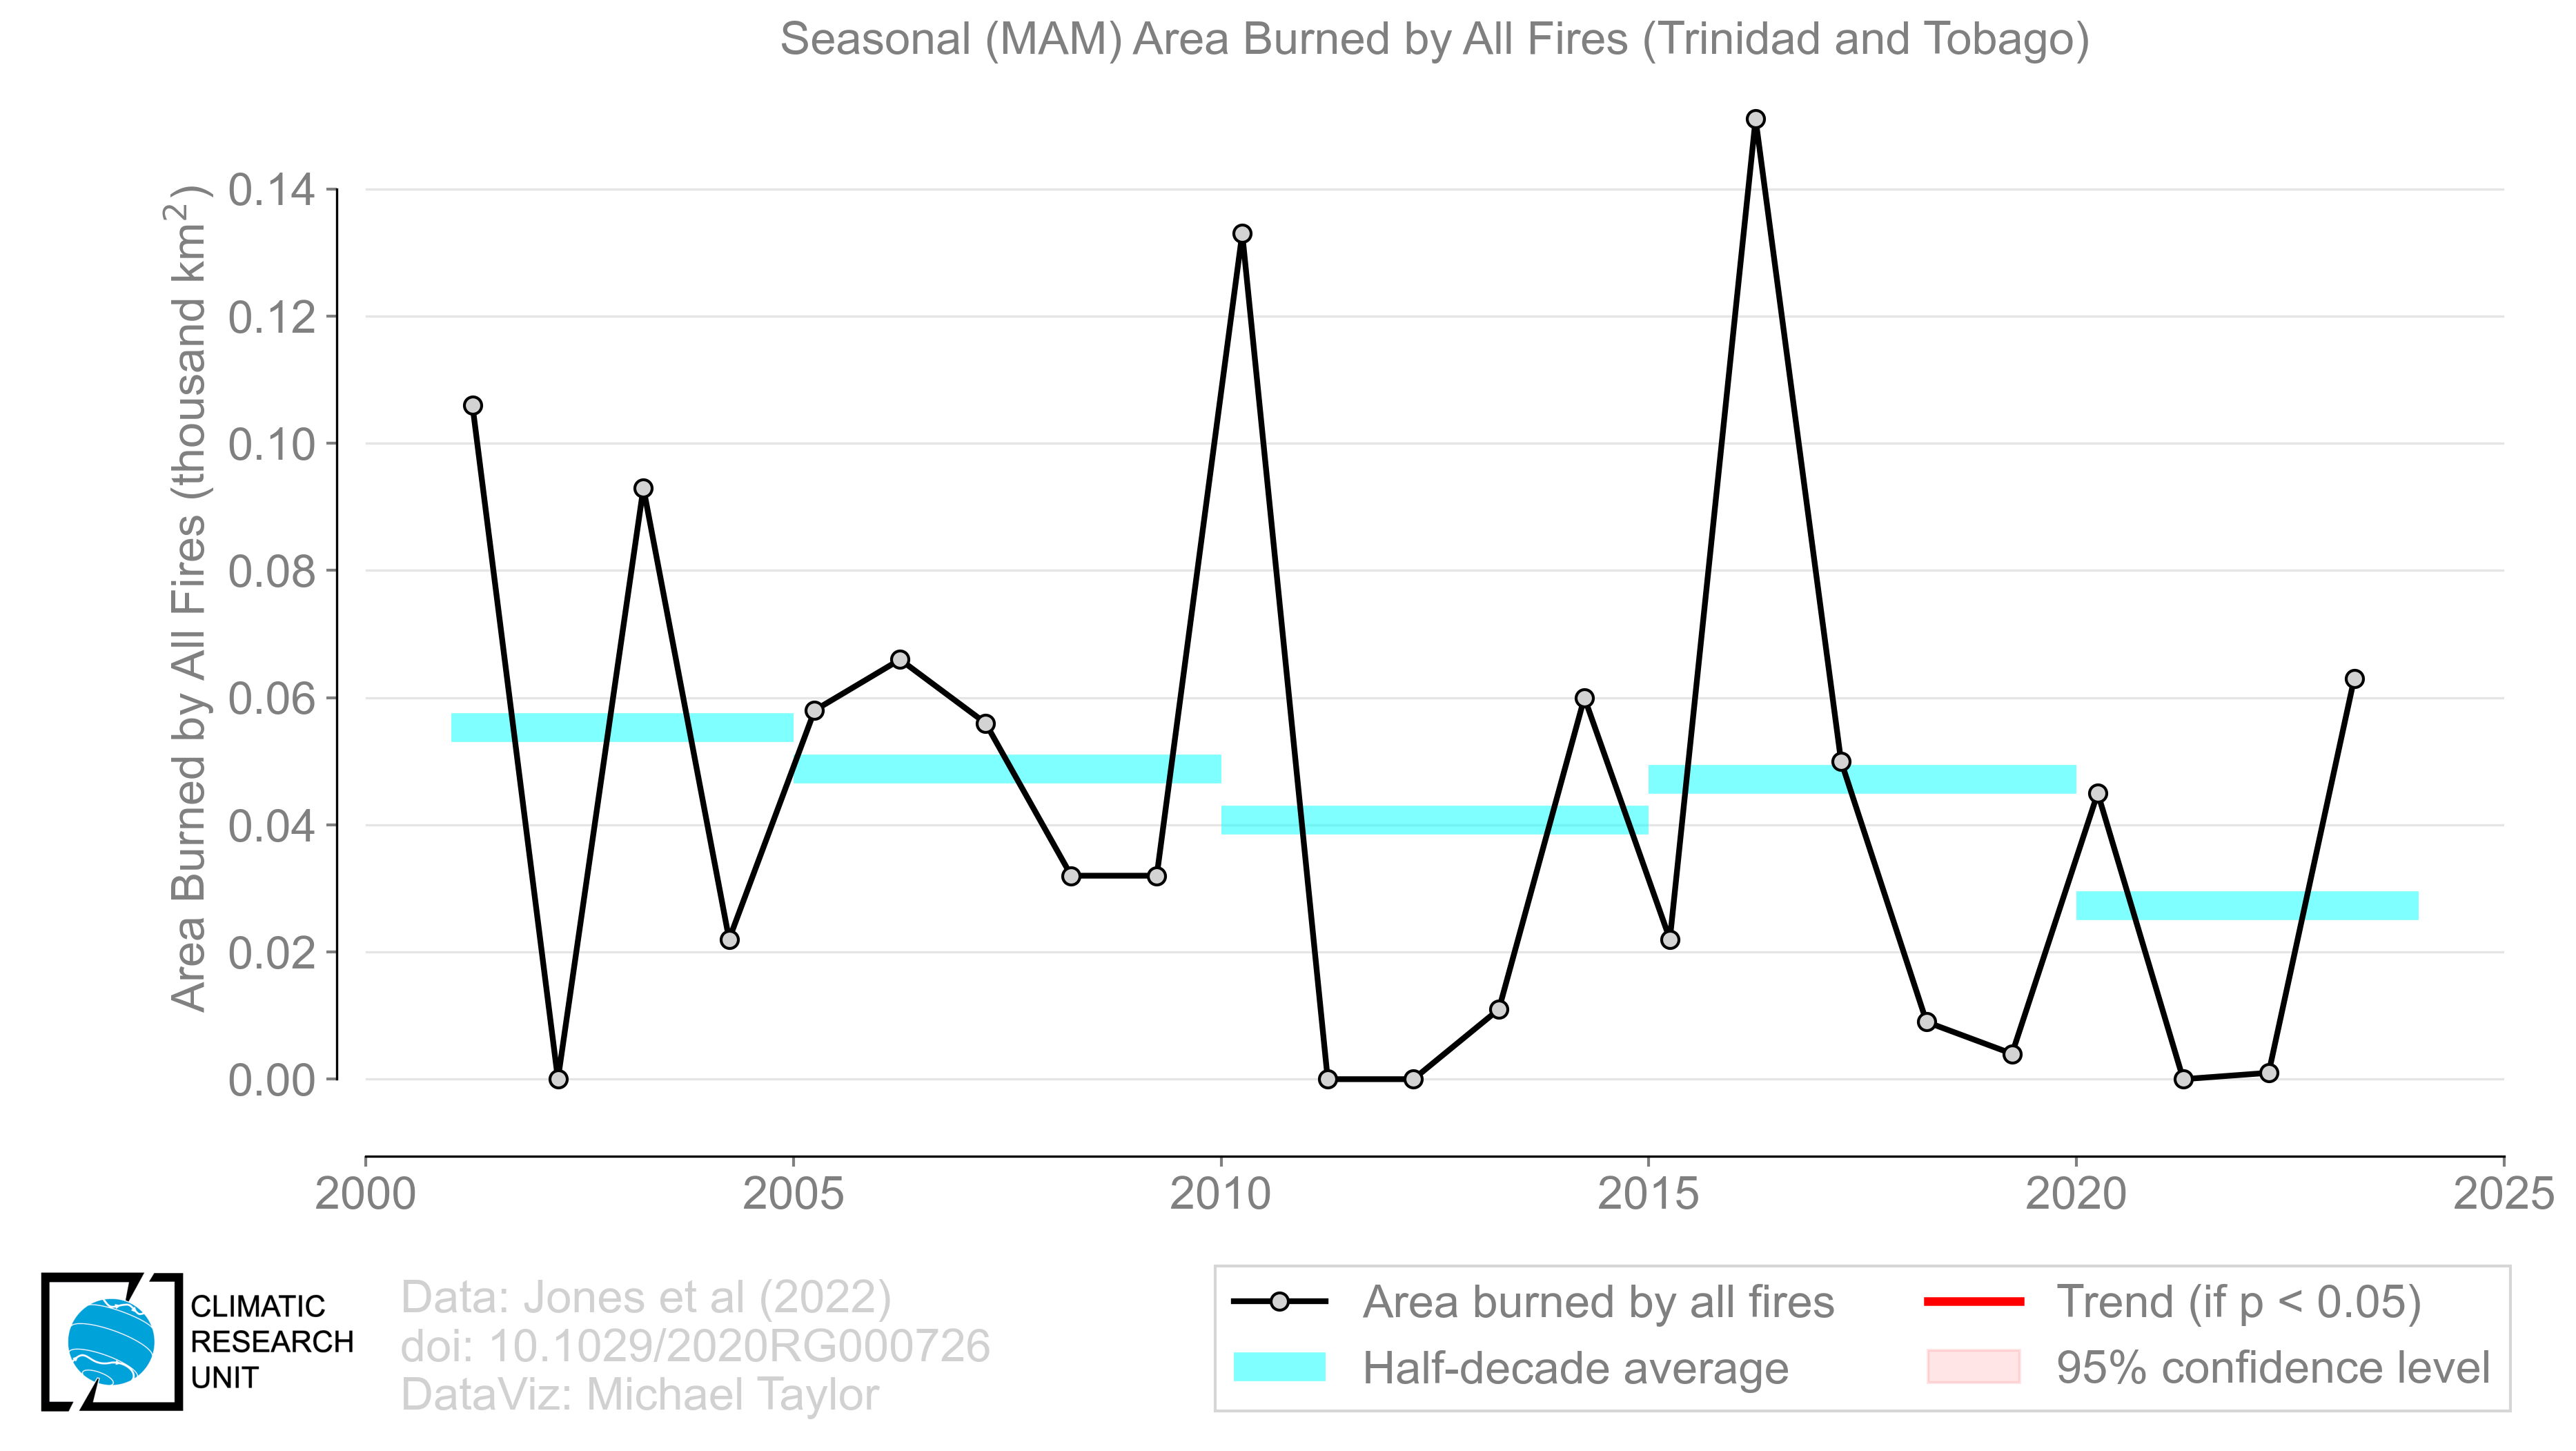 Seasonal (MAM) Area Burned by All Fires (Trinidad and Tobago)
Area Burned by All Fires (thousand km²)
0.14
0.12
0.10
0.08
0.06
0.04
0.02
0.00
2000 2005 2010 2015 2020 2025
CLIMATIC
RESEARCH
UNIT
Data: Jones et al (2022)
doi: 10.1029/2020RG000726
DataViz: Michael Taylor
Area burned by all fires
Half-decade average
Trend (if p < 0.05)
95% confidence level